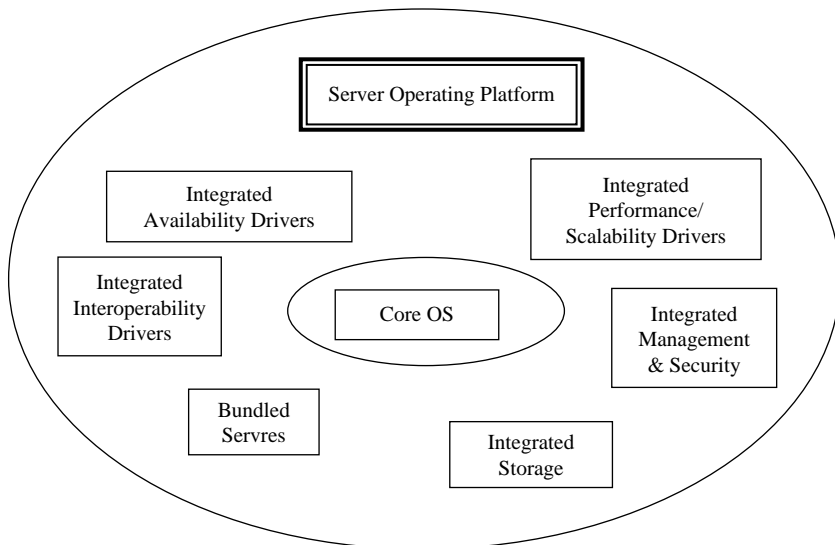 Server Operating Platform
Integrated
Availability Drivers
Integrated
Performance/
Scalability Drivers
Integrated
Interoperability
Drivers
Core OS
Integrated
Management
& Security
Bundled
Servres
Integrated
Storage